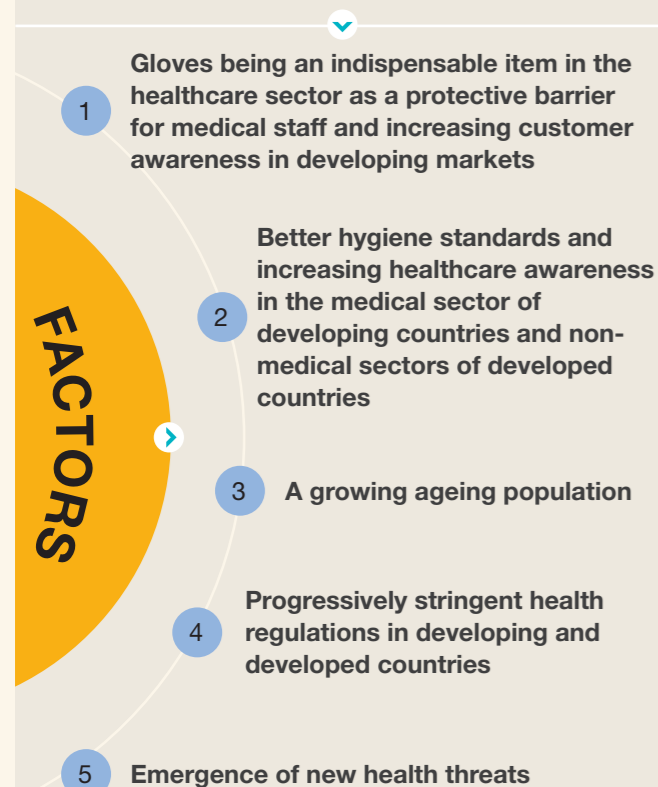 1
Gloves being an indispensable item in the
healthcare sector as a protective barrier
for medical staff and increasing customer
awareness in developing markets
2
Better hygiene standards and
increasing healthcare awareness
in the medical sector of
developing countries and non-
medical sectors of developed
countries
FACTORS
3
A growing ageing population
4
Progressively stringent health
regulations in developing and
developed countries
5
Emergence of new health threats